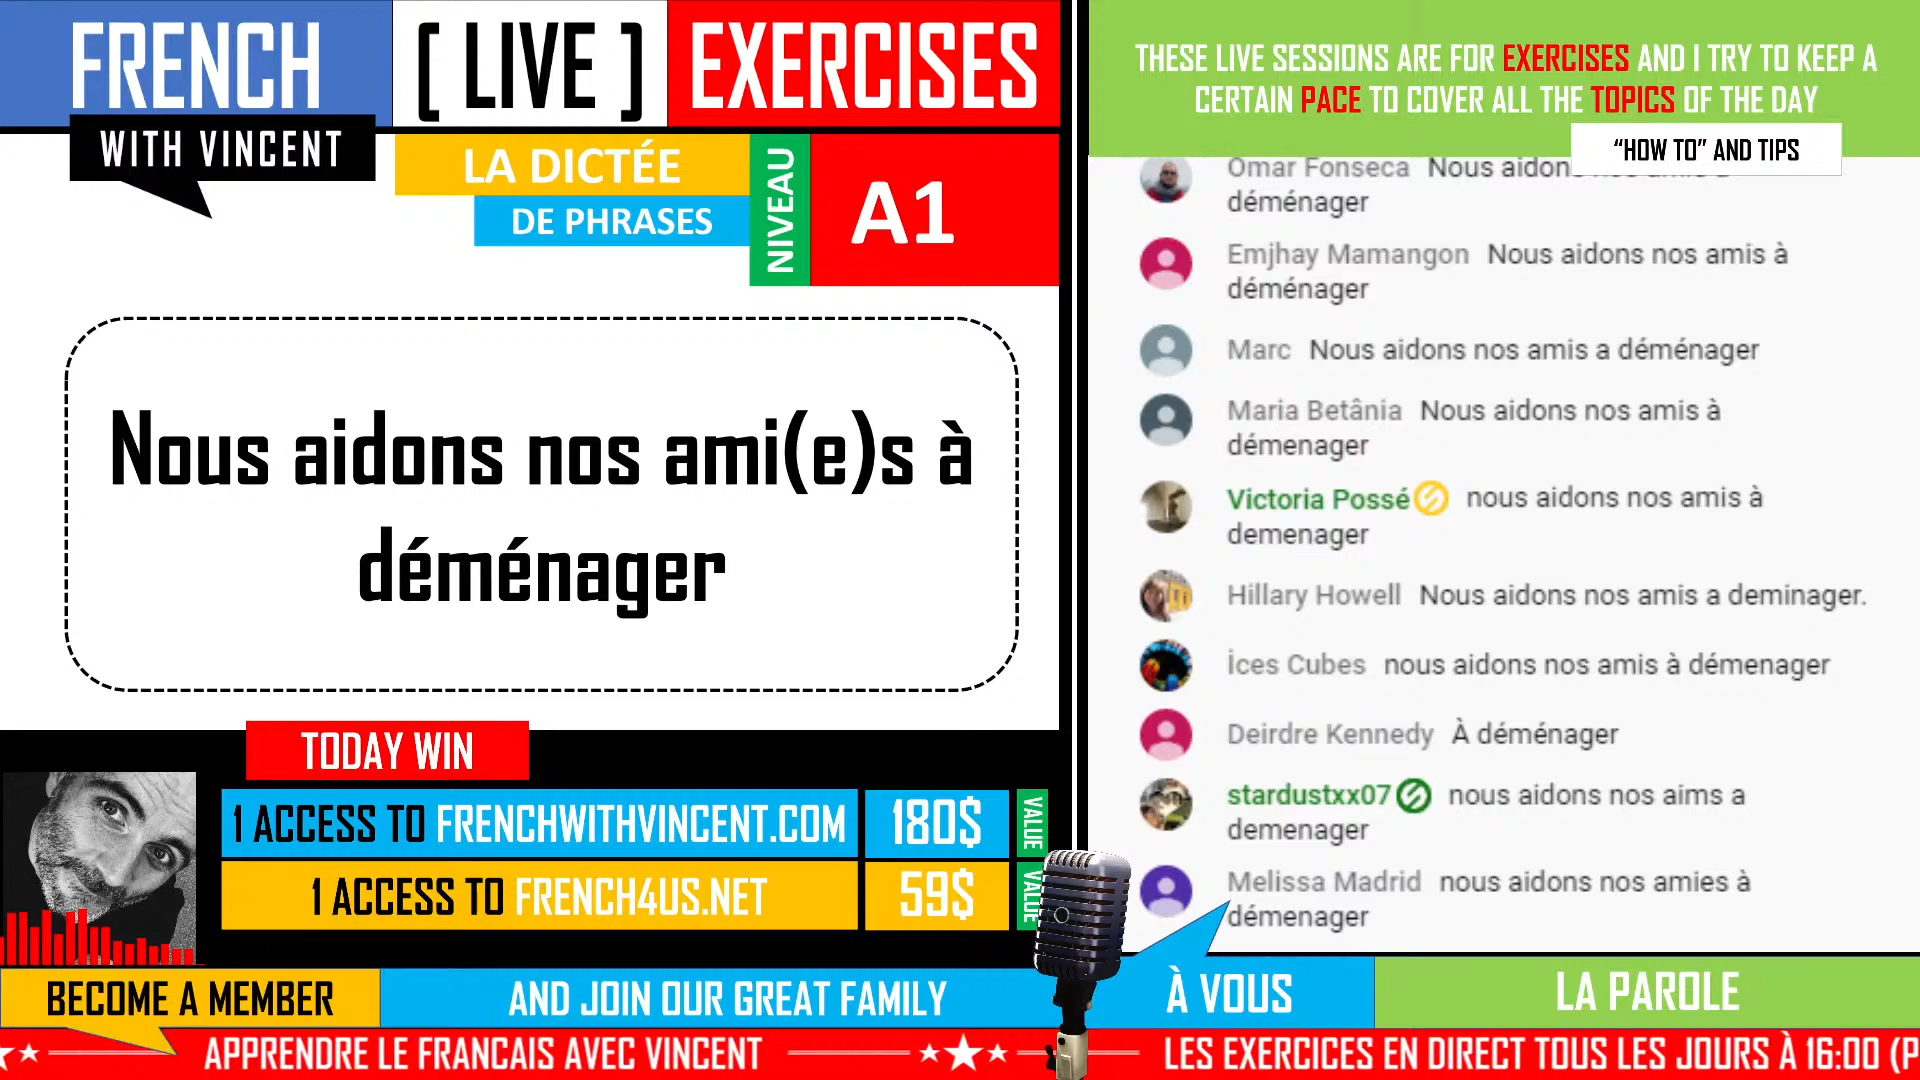 FRENCH
[ LIVE ]
EXERCISES
WITH VINCENT
LA DICTÉE
DE PHRASES
NIVEAU
A1
Nous aidons nos ami(e)s à
déménager
TODAY WIN
1 ACCESS TO FRENCHWITHVINCENT.COM
180$
VALUE
1 ACCESS TO FRENCH4US.NET
59$
VALUE
THESE LIVE SESSIONS ARE FOR EXERCISES AND I TRY TO KEEP A
CERTAIN PACE TO COVER ALL THE TOPICS OF THE DAY
“HOW TO” AND TIPS
Omar Fonseca Nous aidons nos amis à
déménager
Emjhay Mamangon Nous aidons nos amis à
déménager
Marc Nous aidons nos amis a déménager
Maria Betânia Nous aidons nos amis à
démenager
Victoria Possé nous aidons nos amis à
demenager
Hillary Howell Nous aidons nos amis a deminager.
İces Cubes nous aidons nos amis à démenager
Deirdre Kennedy À déménager
stardustxx07 nous aidons nos aims a
demenager
Melissa Madrid nous aidons nos amies à
démenager
BECOME A MEMBER
AND JOIN OUR GREAT FAMILY
À VOUS
LA PAROLE
APPRENDRE LE FRANCAIS AVEC VINCENT
LES EXERCICES EN DIRECT TOUS LES JOURS À 16:00 (P